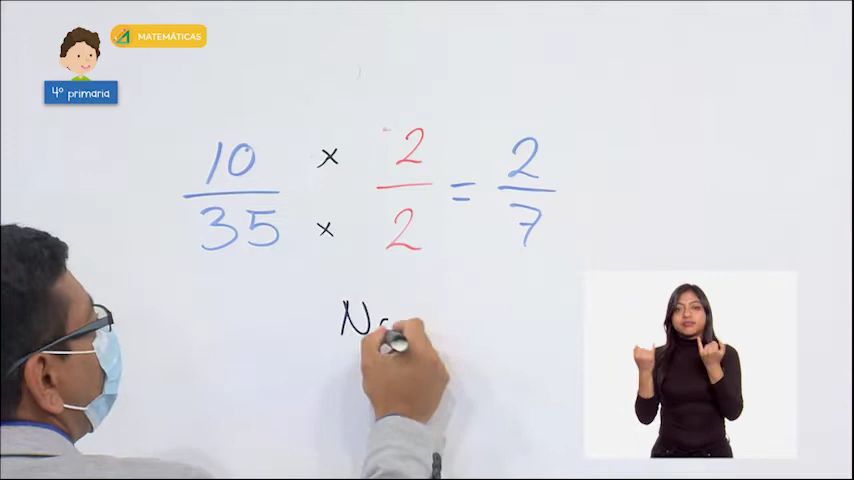 MATEMÁTICAS
4º primaria
10 × 2 = 2
35 × 2 7